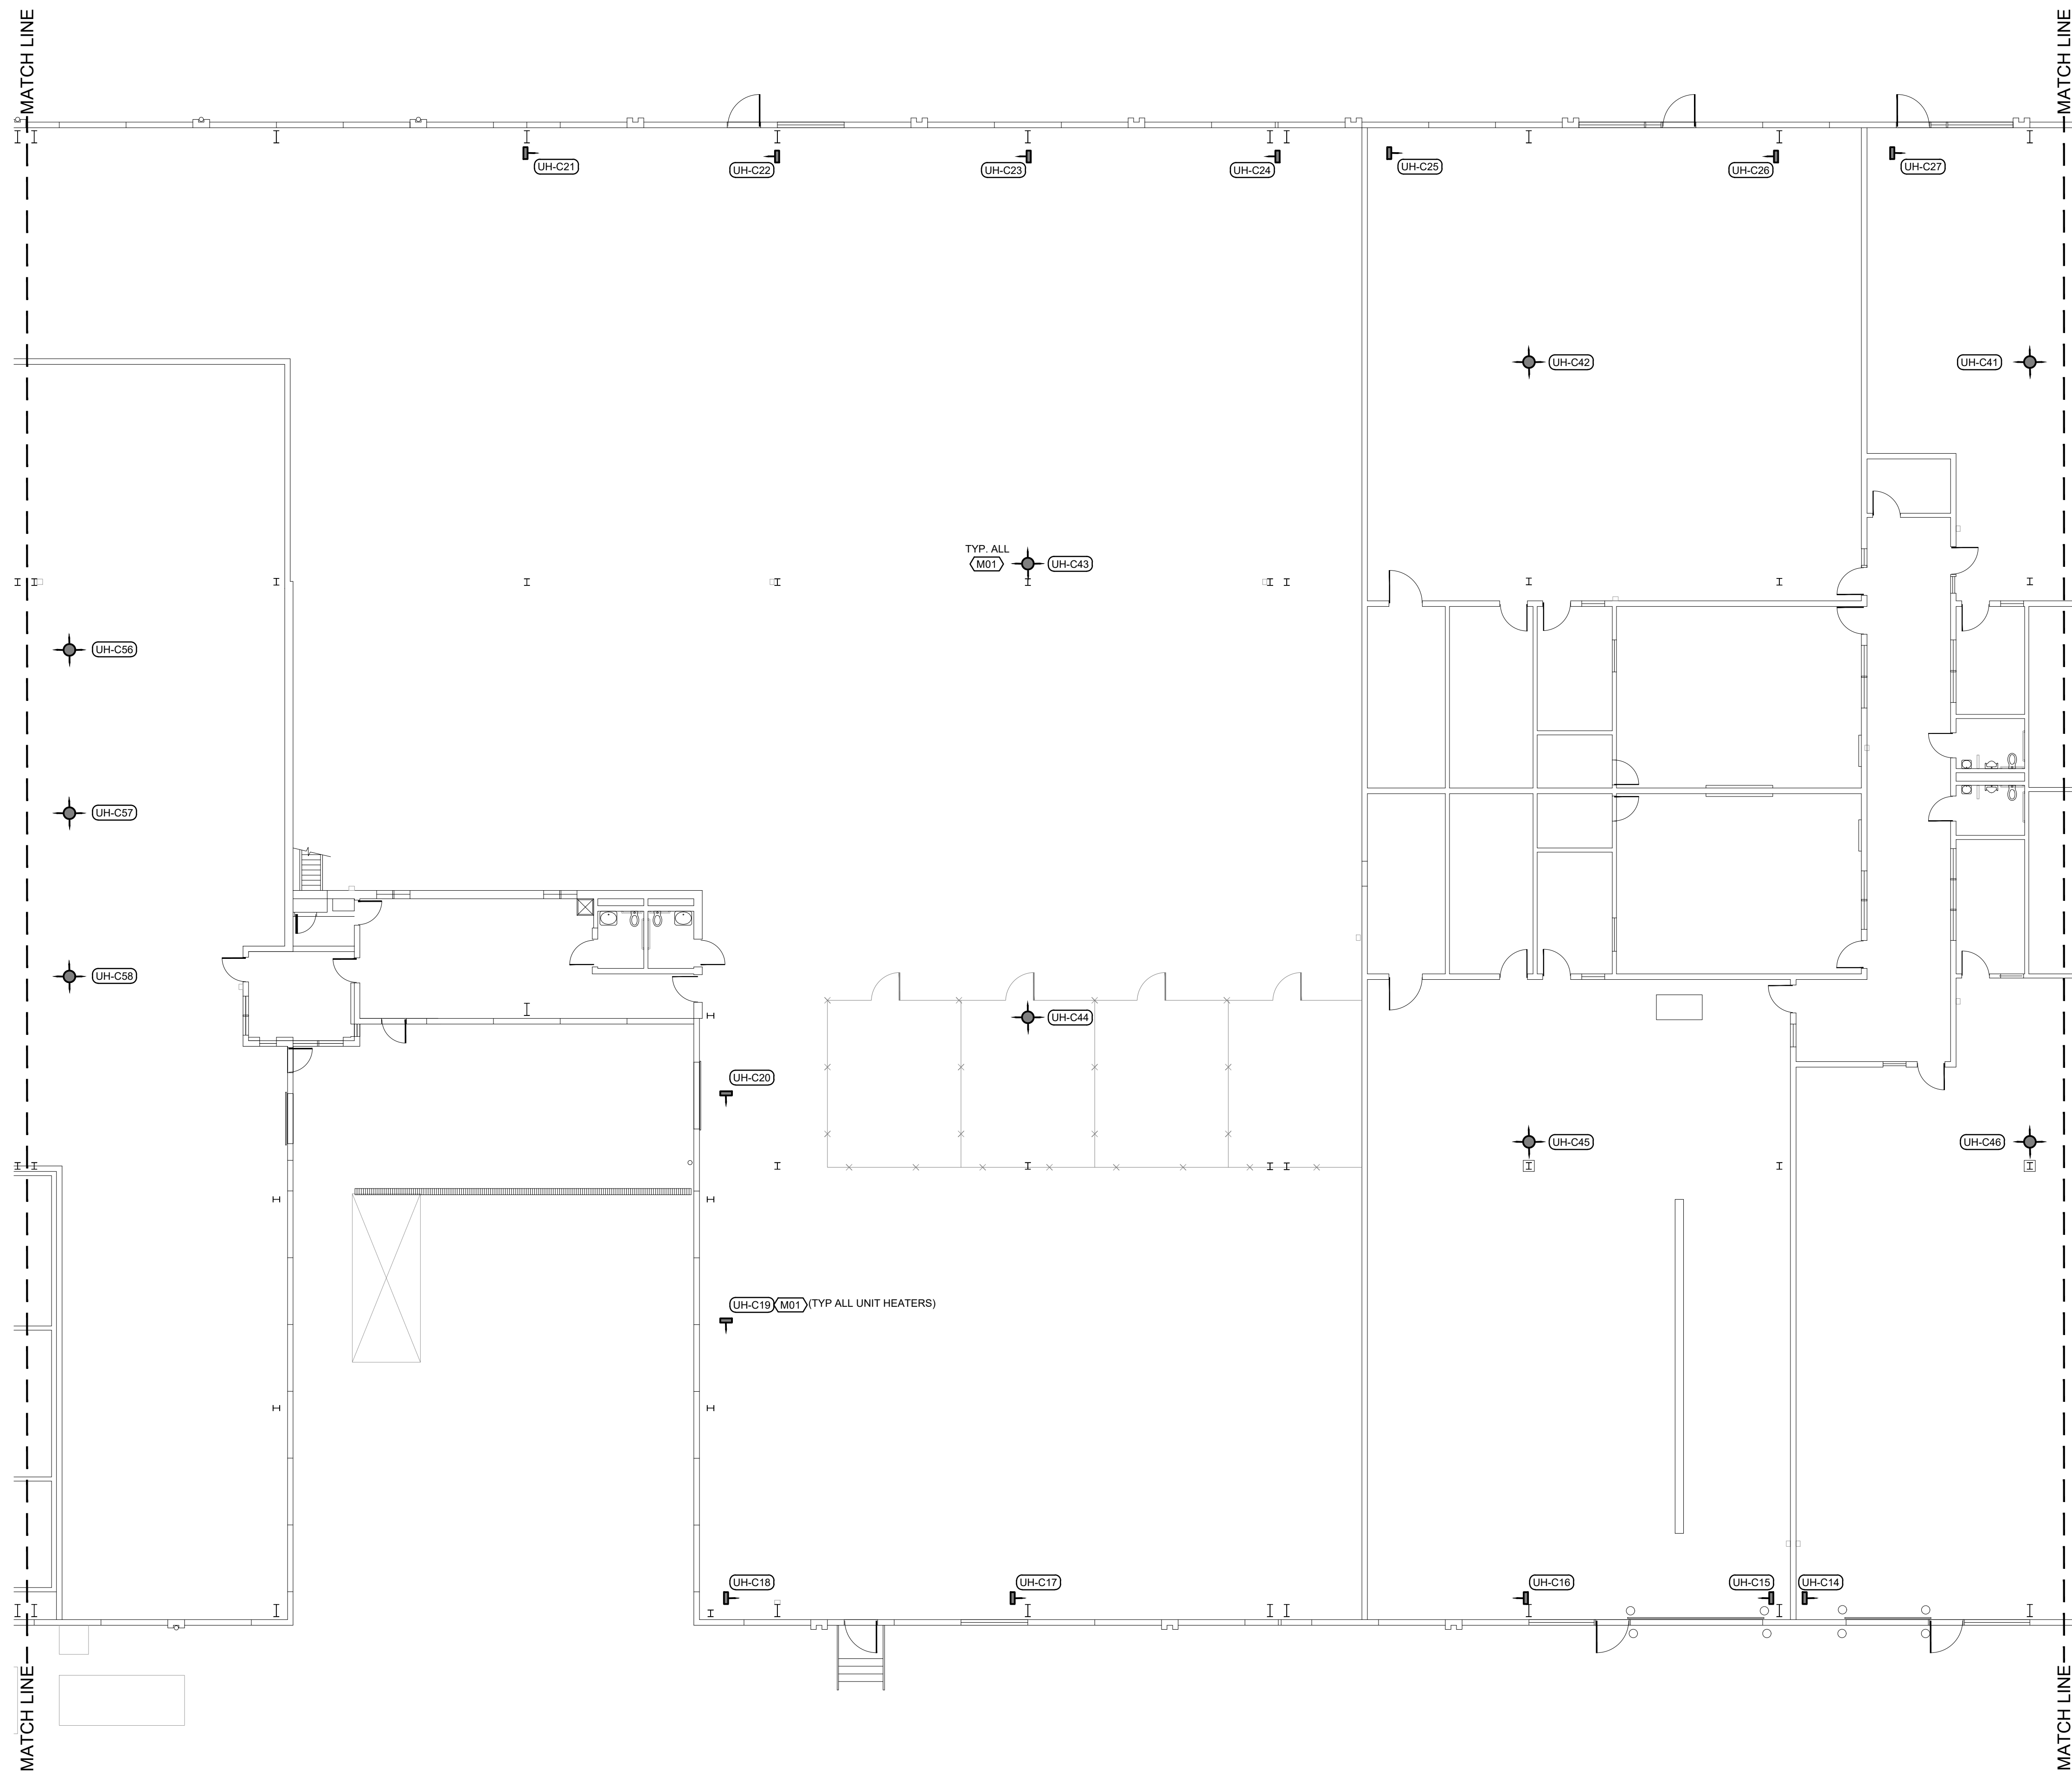 MATCH LINE
MATCH LINE
UH-C21
UH-C22
UH-C23
UH-C24
UH-C25
UH-C26
UH-C27
UH-C42
UH-C41
TYP. ALL
M01
UH-C43
UH-C56
UH-C57
UH-C58
UH-C44
UH-C20
UH-C45
UH-C46
UH-C19 M01 (TYP ALL UNIT HEATERS)
UH-C18
UH-C17
UH-C16
UH-C15
UH-C14
MATCH LINE
MATCH LINE